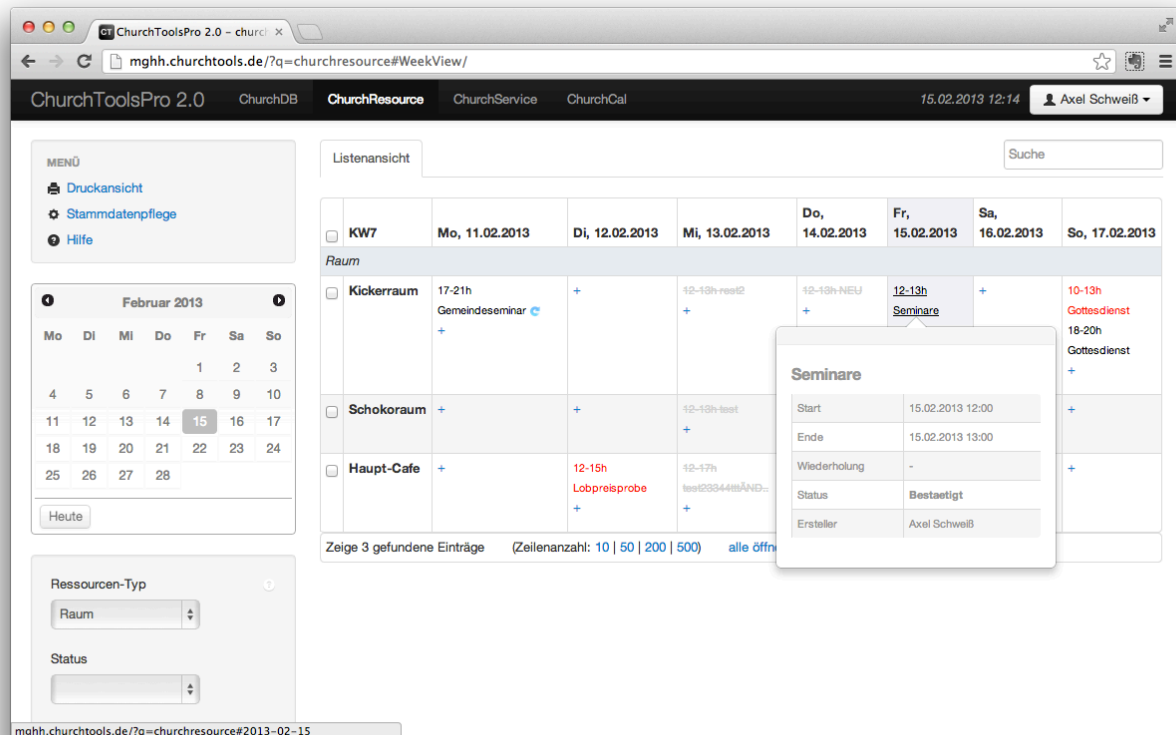 ChurchToolsPro 2.0 – churc
mghh.churchtools.de/?q=churchresource#WeekView/
ChurchToolsPro 2.0 ChurchDB ChurchResource ChurchService ChurchCal 15.02.2013 12:14 Axel Schweiß
MENÜ
Druckansicht
Stammdatenpflege
Hilfe
Februar 2013
Mo Di Mi Do Fr Sa So
1 2 3
4 5 6 7 8 9 10
11 12 13 14 15 16 17
18 19 20 21 22 23 24
25 26 27 28
Heute
Ressourcen-Typ
Raum
Status
Listenansicht
Suche
KW7 Mo, 11.02.2013 Di, 12.02.2013 Mi, 13.02.2013 Do, 14.02.2013 Fr, 15.02.2013 Sa, 16.02.2013 So, 17.02.2013
Raum
Kickerraum
17-21h
Gemeindeseminar
+
+
12-13h rest2
+
12-13h NEU
+
12-13h
Seminare
+
10-13h
Gottesdienst
18-20h
Gottesdienst
+
Schokoraum
+
+
12-13h test
+
+
Haupt-Cafe
+
12-15h
Lobpreisprobe
+
12-17h
test23344tttÄND..
+
+
Zeige 3 gefundene Einträge (Zeilenanzahl: 10 | 50 | 200 | 500) alle öffn
Seminare
Start 15.02.2013 12:00
Ende 15.02.2013 13:00
Wiederholung -
Status Bestaetigt
Ersteller Axel Schweiß
mghh.churchtools.de/?q=churchresource#2013-02-15